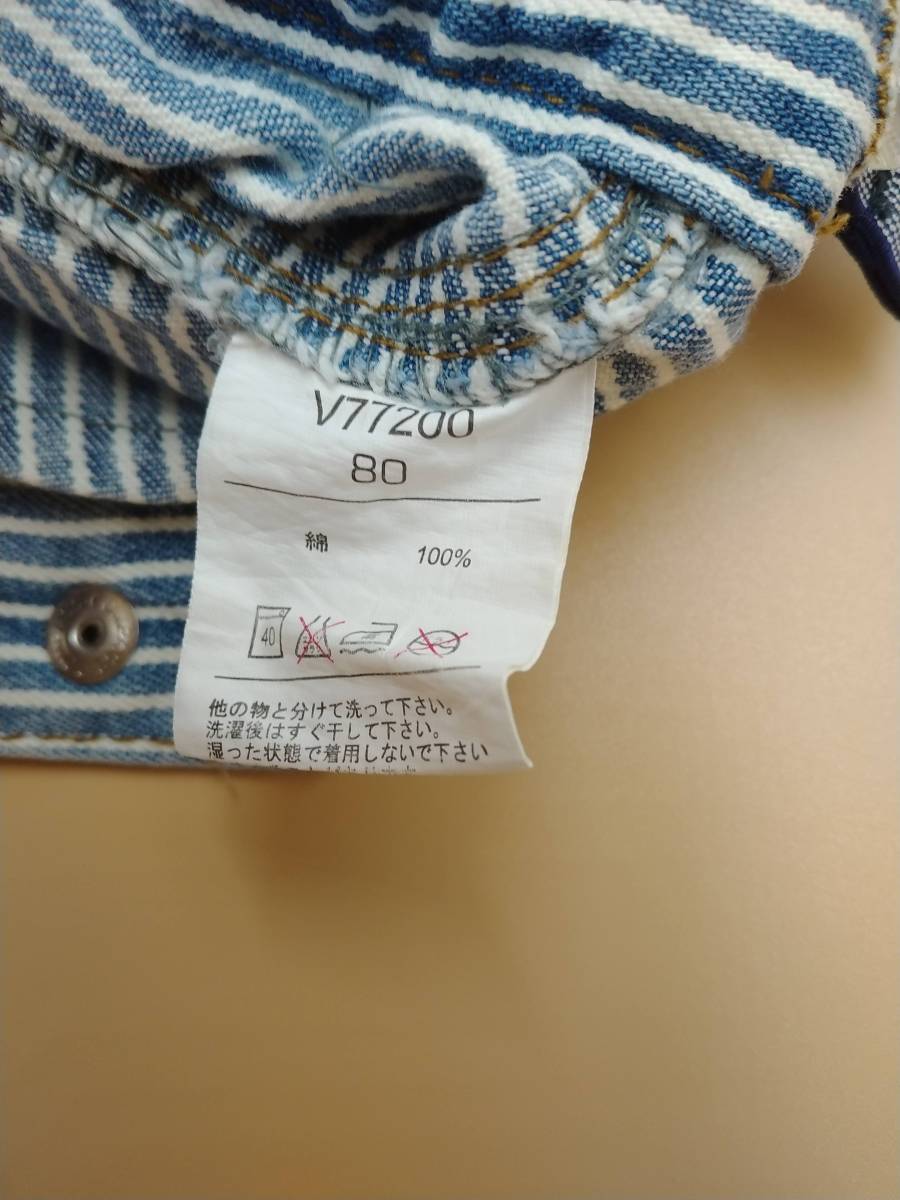 V77200
80
綿 100%
40
他の物と分けて洗って下さい。
洗濯後はすぐ干して下さい。
湿った状態で着用しないで下さい